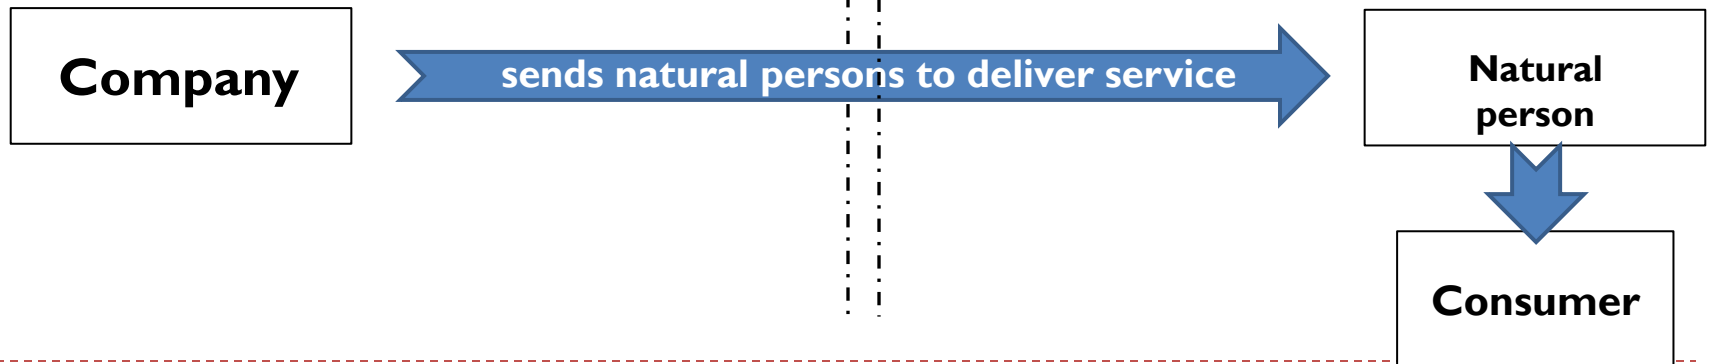 Company
sends natural persons to deliver service
Natural
person
Consumer